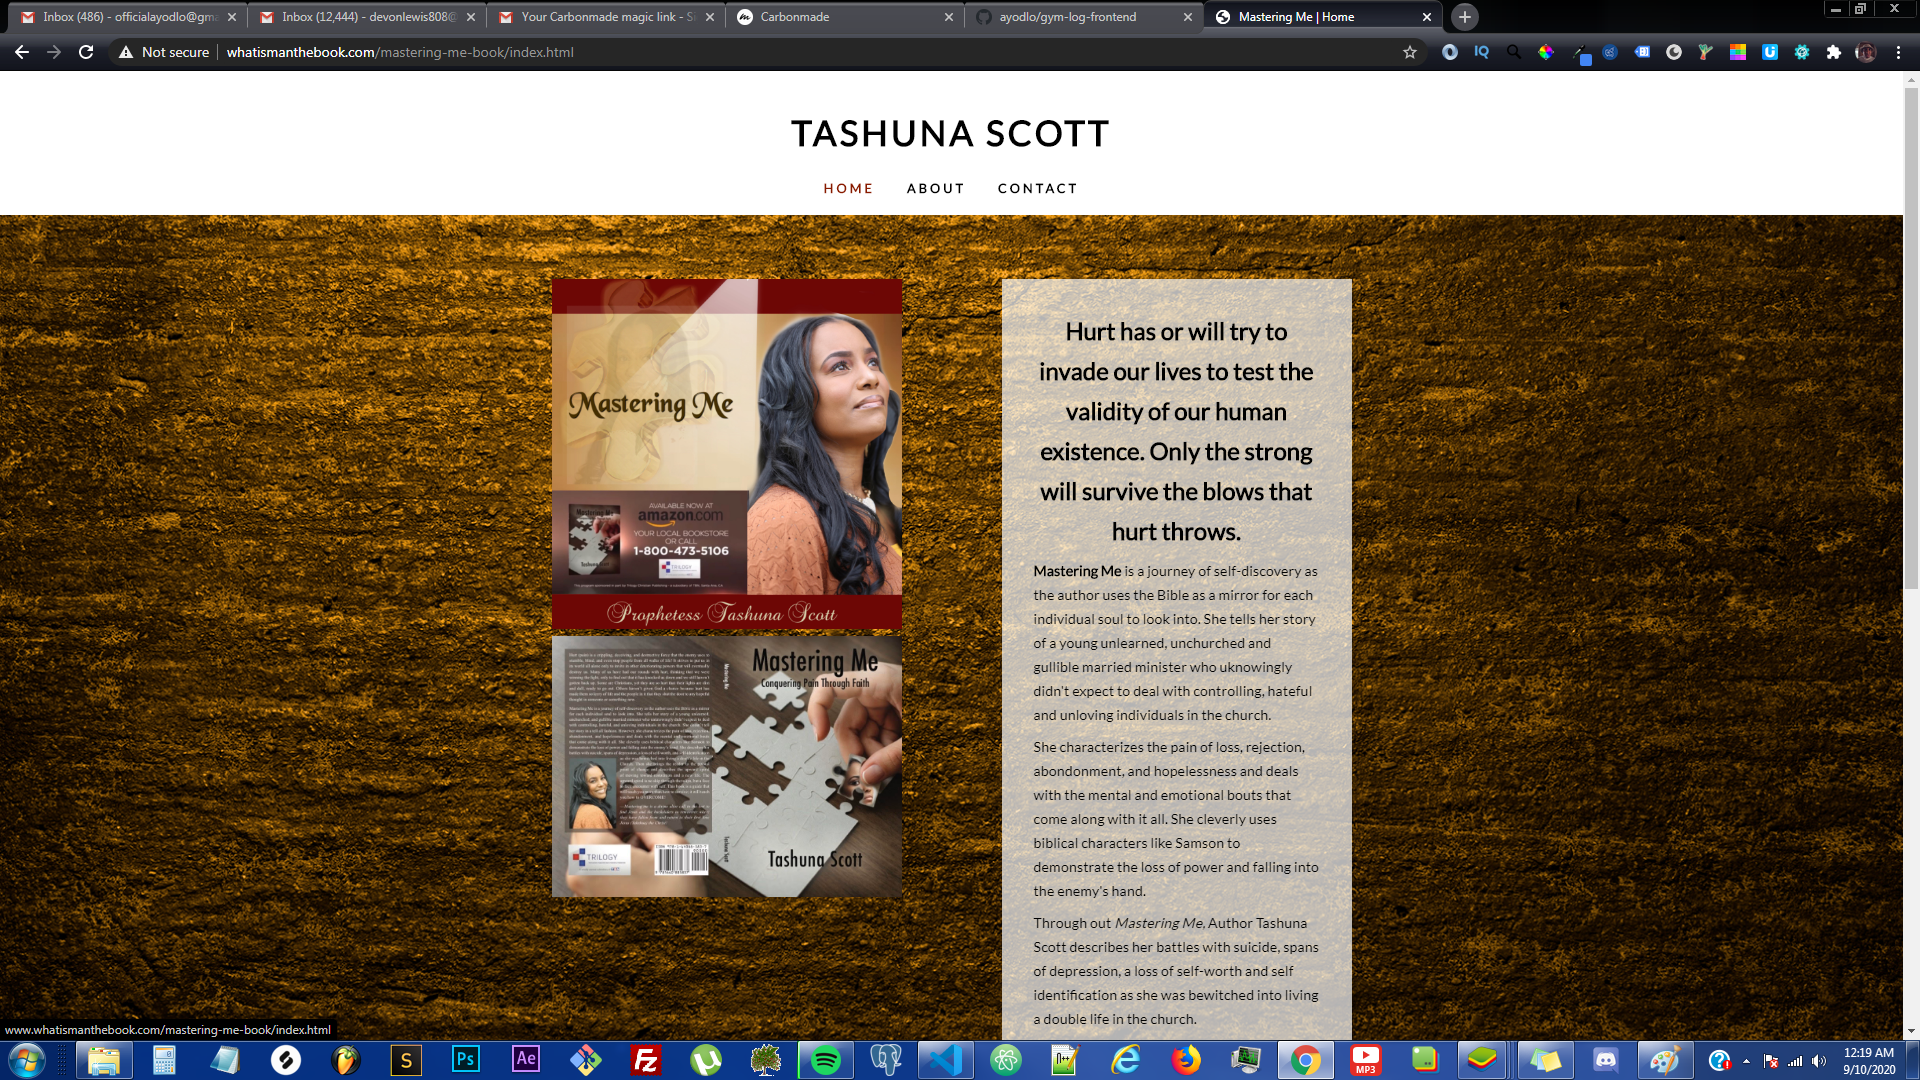 Inbox (486) - officialayodlo@gma
Inbox (12,444) - devonlewis808@
Your Carbonmade magic link - Si
Carbonmade
ayodlo/gym-log-frontend
Mastering Me | Home
Not secure
whatismanthebook.com/mastering-me-book/index.html
TASHUNA SCOTT
HOME
ABOUT
CONTACT
Mastering Me
AVAILABLE NOW AT
amazon.com
YOUR LOCAL BOOKSTORE
OR CALL
1-800-473-5106
TRILOGY
Prophetess Tashuna Scott
Mastering Me
Conquering Pain Through Faith
Mastering Me
Tashuna Scott
TRILOGY
Tashuna Scott
Hurt has or will try to
invade our lives to test the
validity of our human
existence. Only the strong
will survive the blows that
hurt throws.
Mastering Me is a journey of self-discovery as
the author uses the Bible as a mirror for each
individual soul to look into. She tells her story
of a young unlearned, unchurched and
gullible married minister who uknowingly
didn't expect to deal with controlling, hateful
and unloving individuals in the church.
She characterizes the pain of loss, rejection,
abondonment, and hopelessness and deals
with the mental and emotional bouts that
come along with it all. She cleverly uses
biblical characters like Samson to
demonstrate the loss of power and falling into
the enemy's hand.
Through out Mastering Me, Author Tashuna
Scott describes her battles with suicide, spans
of depression, a loss of self-worth and self
identification as she was bewitched into living
a double life in the church.
www.whatismanthebook.com/mastering-me-book/index.html
12:19 AM
9/10/2020